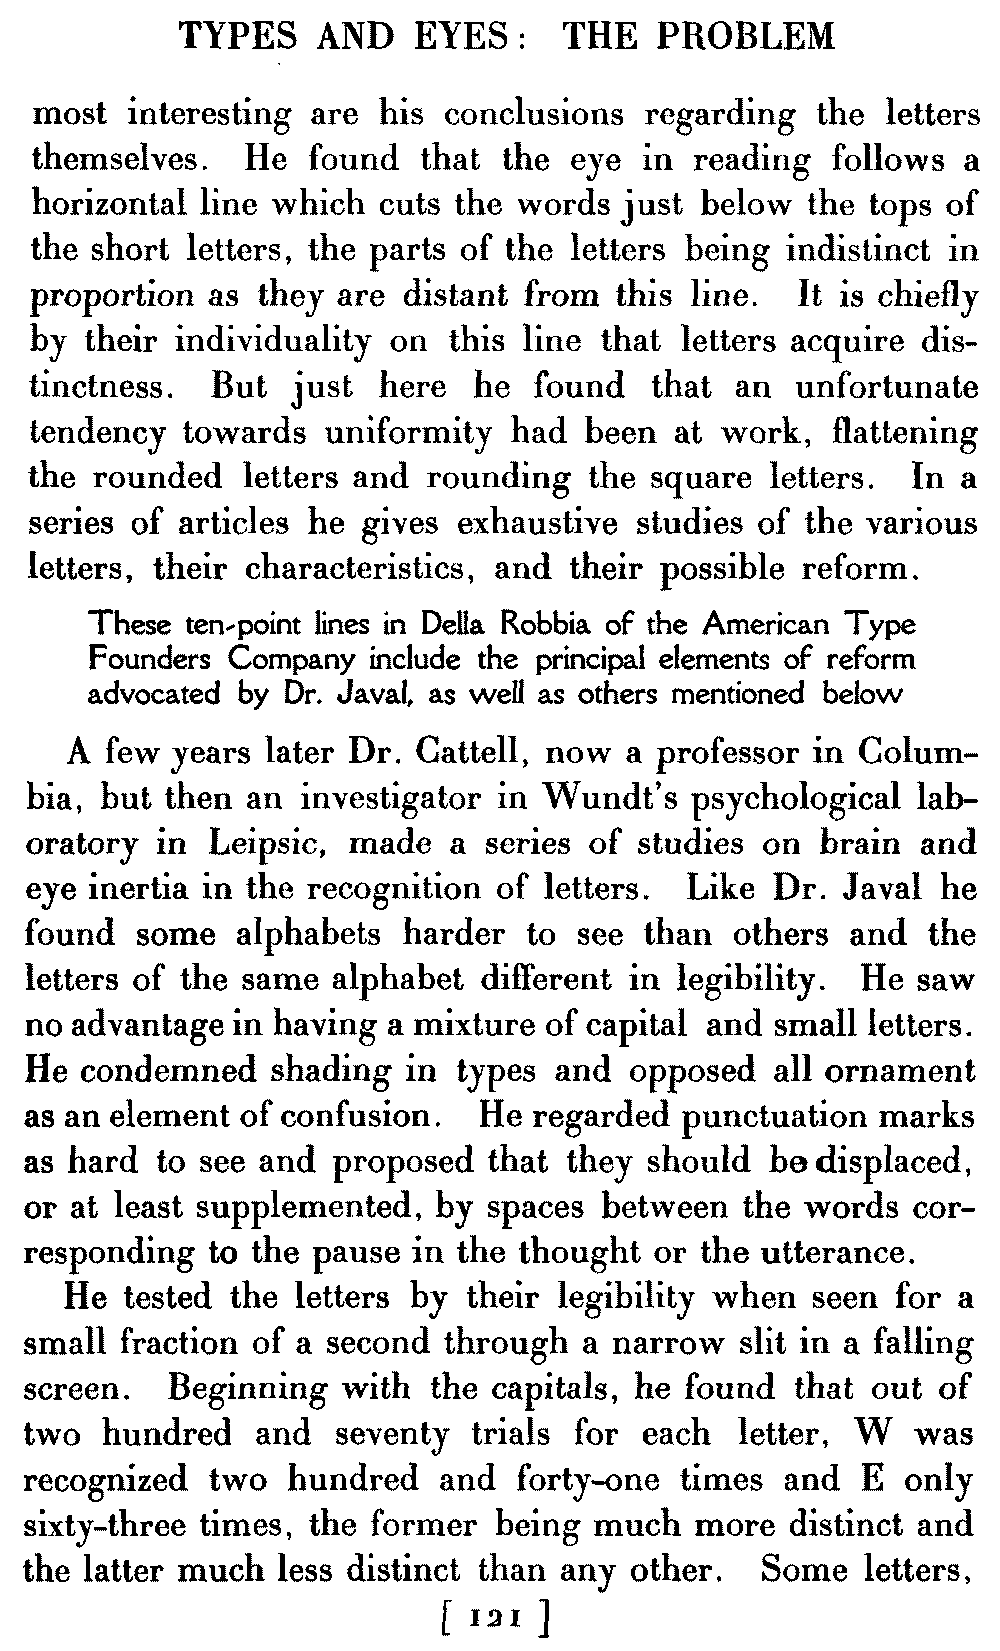 TYPES AND EYES: THE PROBLEM
most interesting are his conclusions regarding the letters
themselves. He found that the eye in reading follows a
horizontal line which cuts the words just below the tops of
the short letters, the parts of the letters being indistinct in
proportion as they are distant from this line. It is chiefly
by their individuality on this line that letters acquire dis-
tinctness. But just here he found that an unfortunate
tendency towards uniformity had been at work, flattening
the rounded letters and rounding the square letters. In a
series of articles he gives exhaustive studies of the various
letters, their characteristics, and their possible reform.
These ten-point lines in Della Robbia of the American Type
Founders Company include the principal elements of reform
advocated by Dr. Javal, as well as others mentioned below
A few years later Dr. Cattell, now a professor in Colum-
bia, but then an investigator in Wundt's psychological lab-
oratory in Leipsic, made a series of studies on brain and
eye inertia in the recognition of letters. Like Dr. Javal he
found some alphabets harder to see than others and the
letters of the same alphabet different in legibility. He saw
no advantage in having a mixture of capital and small letters.
He condemned shading in types and opposed all ornament
as an element of confusion. He regarded punctuation marks
as hard to see and proposed that they should be displaced,
or at least supplemented, by spaces between the words cor-
responding to the pause in the thought or the utterance.
He tested the letters by their legibility when seen for a
small fraction of a second through a narrow slit in a falling
screen. Beginning with the capitals, he found that out of
two hundred and seventy trials for each letter, W was
recognized two hundred and forty-one times and E only
sixty-three times, the former being much more distinct and
the latter much less distinct than any other. Some letters,
[ 121 ]